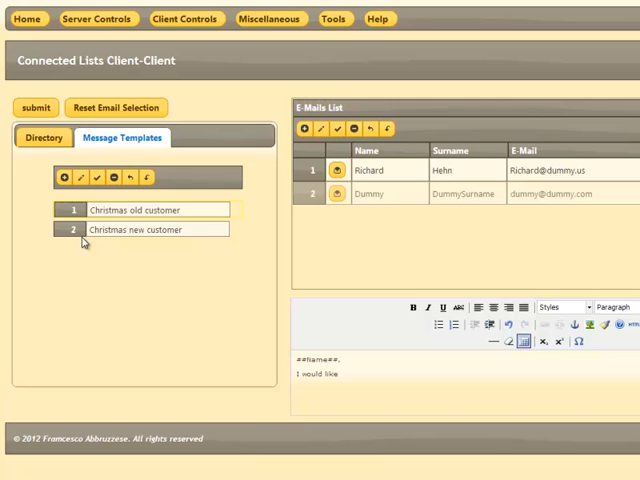 Home Server Controls Client Controls Miscellaneous Tools Help
Connected Lists Client-Client
submit Reset Email Selection
Directory Message Templates
1 Christmas old customer
2 Christmas new customer
E-Mails List
Name Surname E-Mail
1 Richard Hehn Richard@dummy.us
2 Dummy DummySurname dummy@dummy.com
B I U ABC Styles Paragraph
HTML
##Name##,
I would like
© 2012 Francesco Abbruzzese. All rights reserved